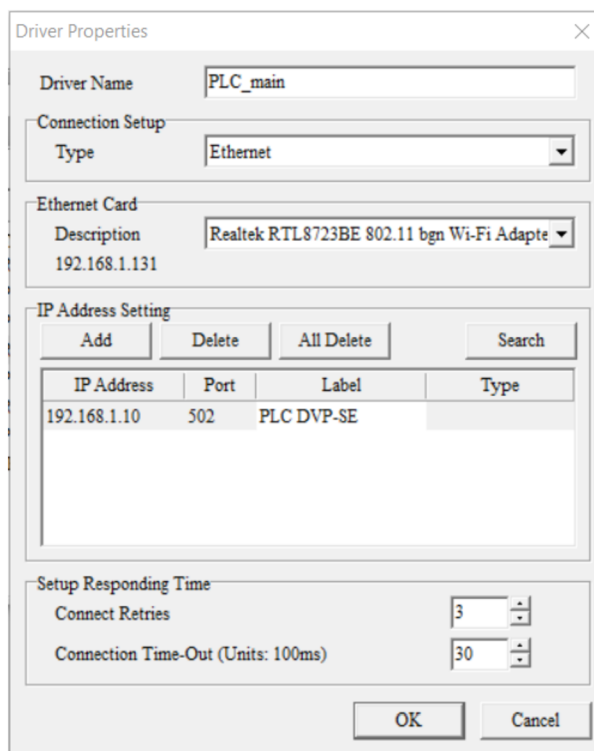 Driver Properties
Driver Name PLC_main
Connection Setup
Type Ethernet
Ethernet Card
Description Realtek RTL8723BE 802.11 bgn Wi-Fi Adapte
192.168.1.131
IP Address Setting
Add Delete All Delete Search
IP Address Port Label Type
192.168.1.10 502 PLC DVP-SE
Setup Responding Time
Connect Retries 3
Connection Time-Out (Units: 100ms) 30
OK Cancel